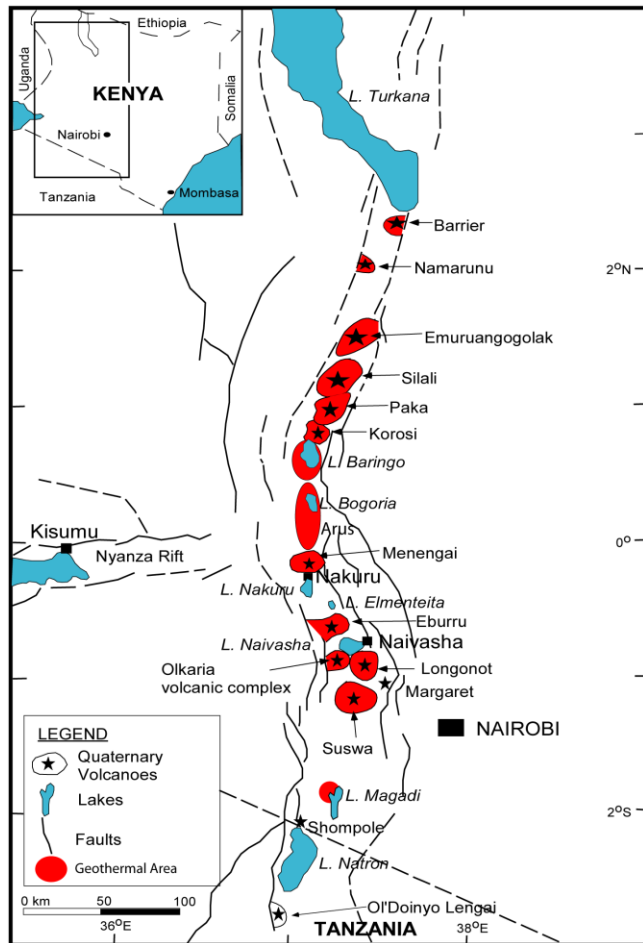 Ethiopia
Uganda
KENYA
Somalia
Nairobi
Tanzania
Mombasa
L. Turkana
Barrier
Namarunu
2°N
Emuruangogolak
Silali
Paka
Korosi
L. Baringo
L. Bogoria
Arus
Kisumu
0°
Nyanza Rift
Menengai
Nakuru
L. Nakuru
L. Elmenteita
Eburru
L. Naivasha
Naivasha
Olkaria
volcanic complex
Longonot
Margaret
NAIROBI
Suswa
LEGEND
Quaternary
Volcanoes
Lakes
Faults
Geothermal Area
0 km 50 100
L. Magadi
2°S
Shompole
L. Natron
Ol'Doinyo Lengai
TANZANIA
36°E
38°E